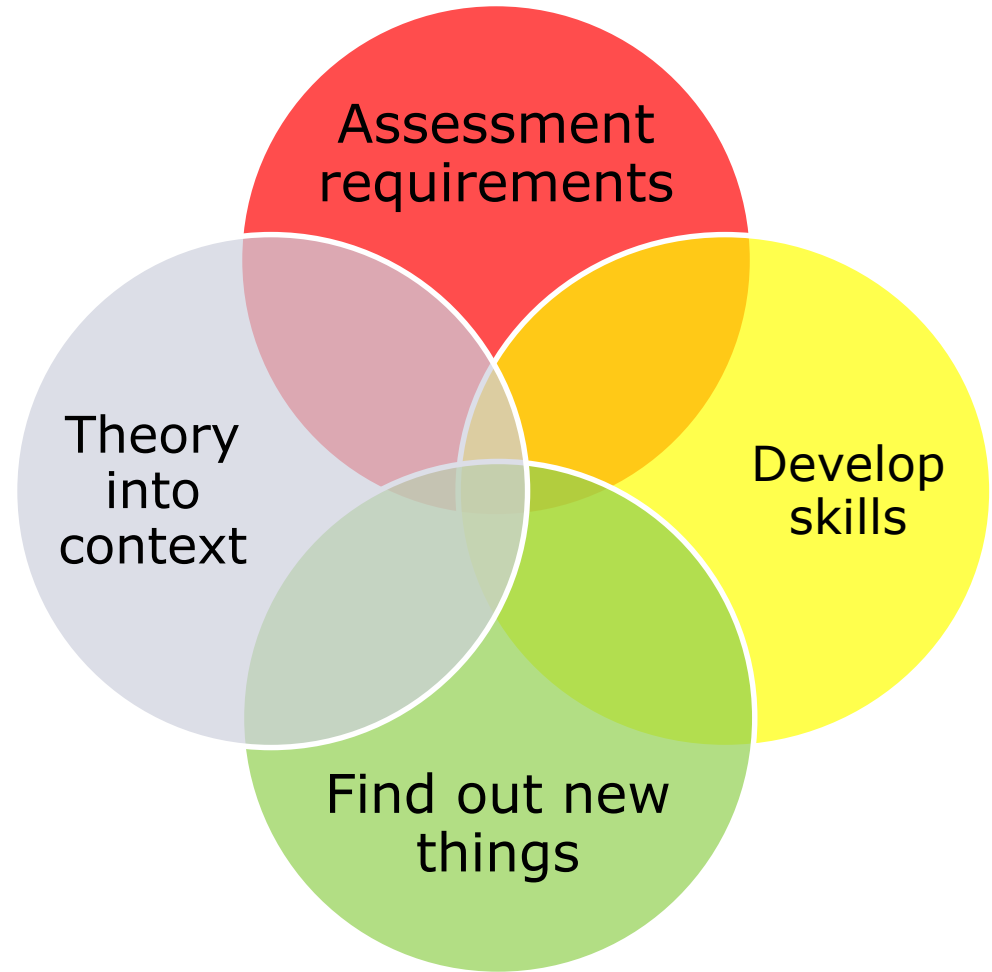 Assessment
requirements
Theory
into
context
Develop
skills
Find out new
things